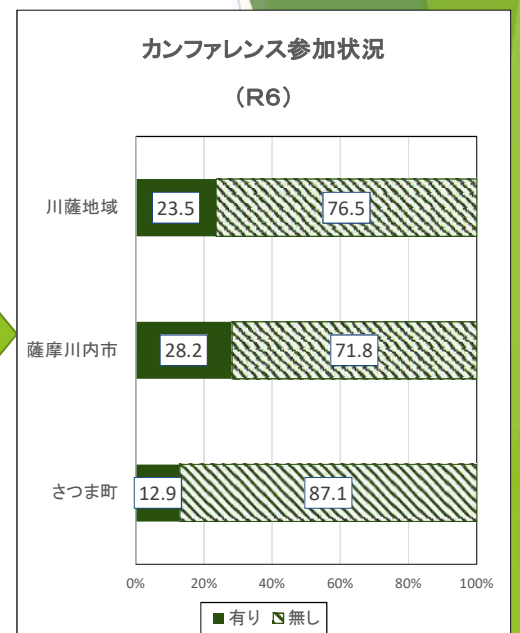 カンファレンス参加状況
（R6）
川薩地域
23.5
76.5
薩摩川内市
28.2
71.8
さつま町
12.9
87.1
0% 20% 40% 60% 80% 100%
有り 無し